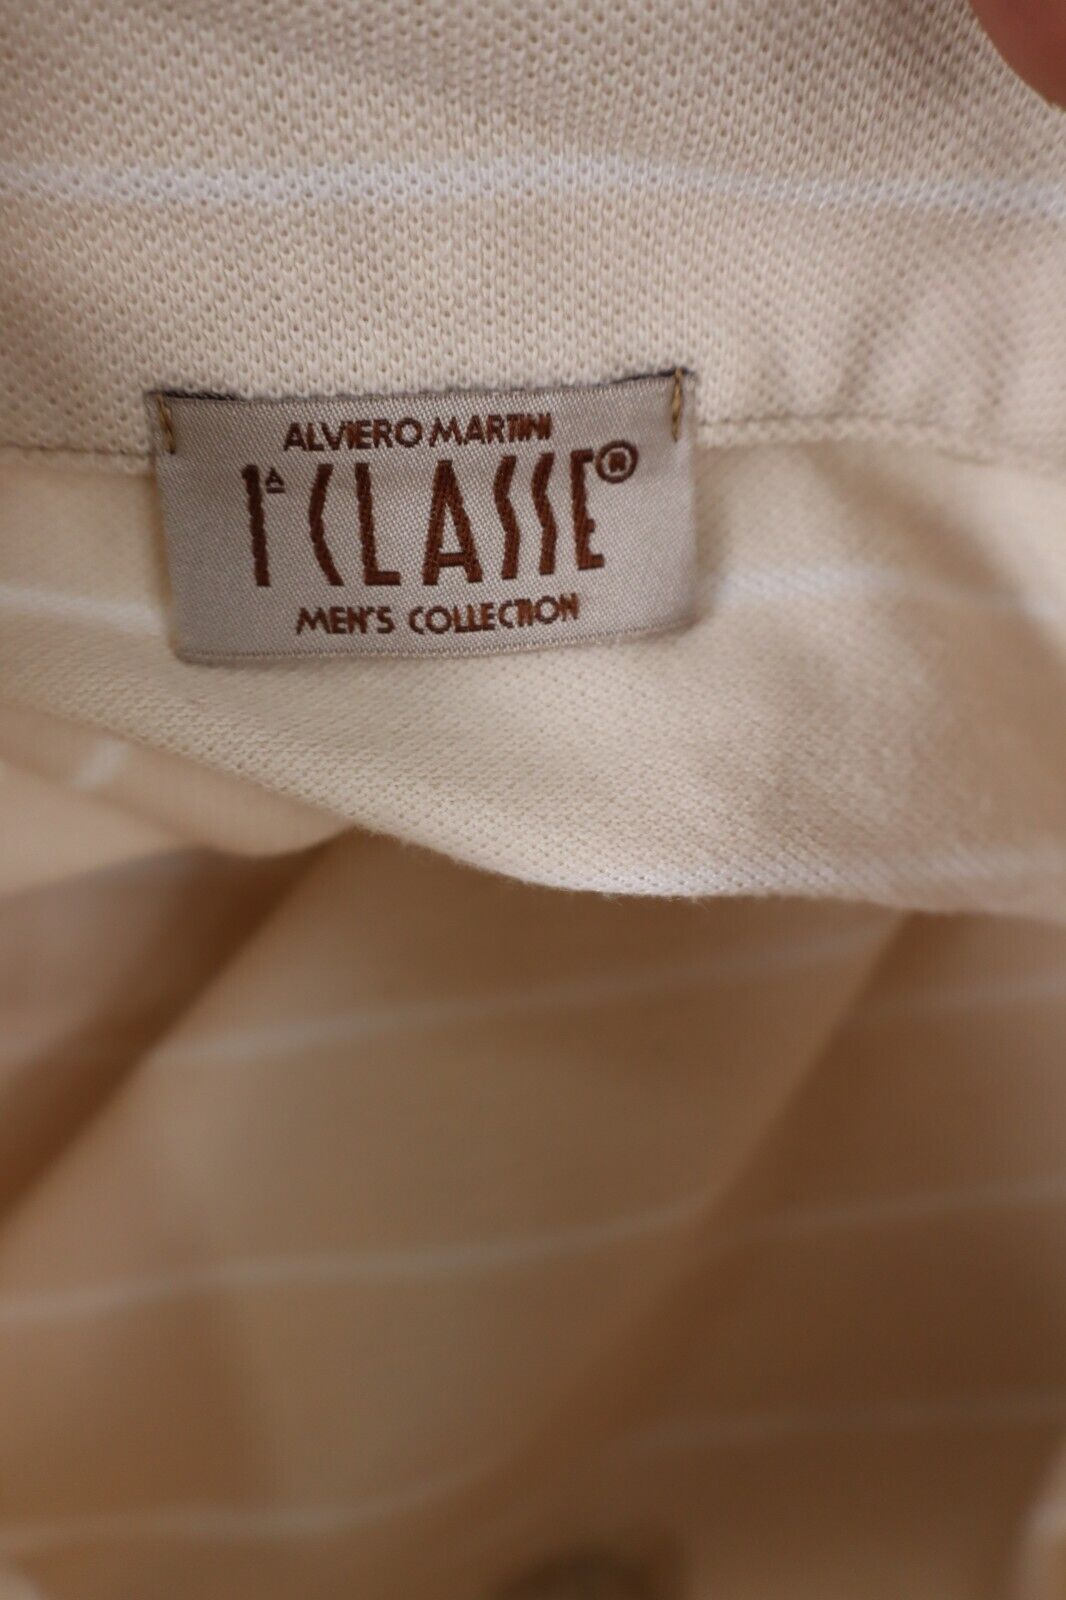 ALVIERO MARTINI
1ᴬ CLASSE®
MEN'S COLLECTION